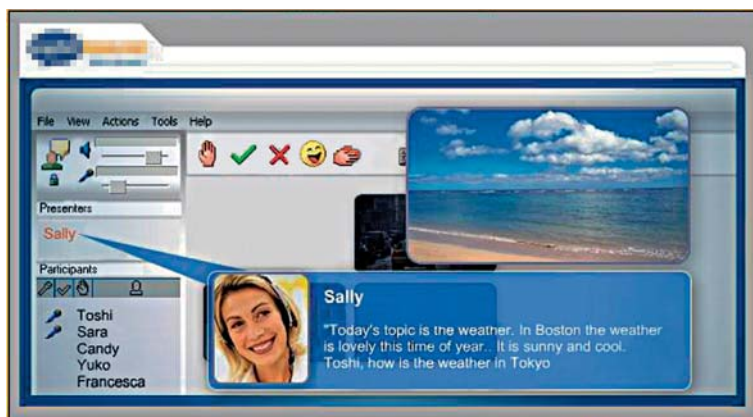 File View Actions Tools Help
Presenters
Sally
Participants
Toshi
Sara
Candy
Yuko
Francesca
Sally
"Today's topic is the weather. In Boston the weather
is lovely this time of year.. It is sunny and cool.
Toshi, how is the weather in Tokyo